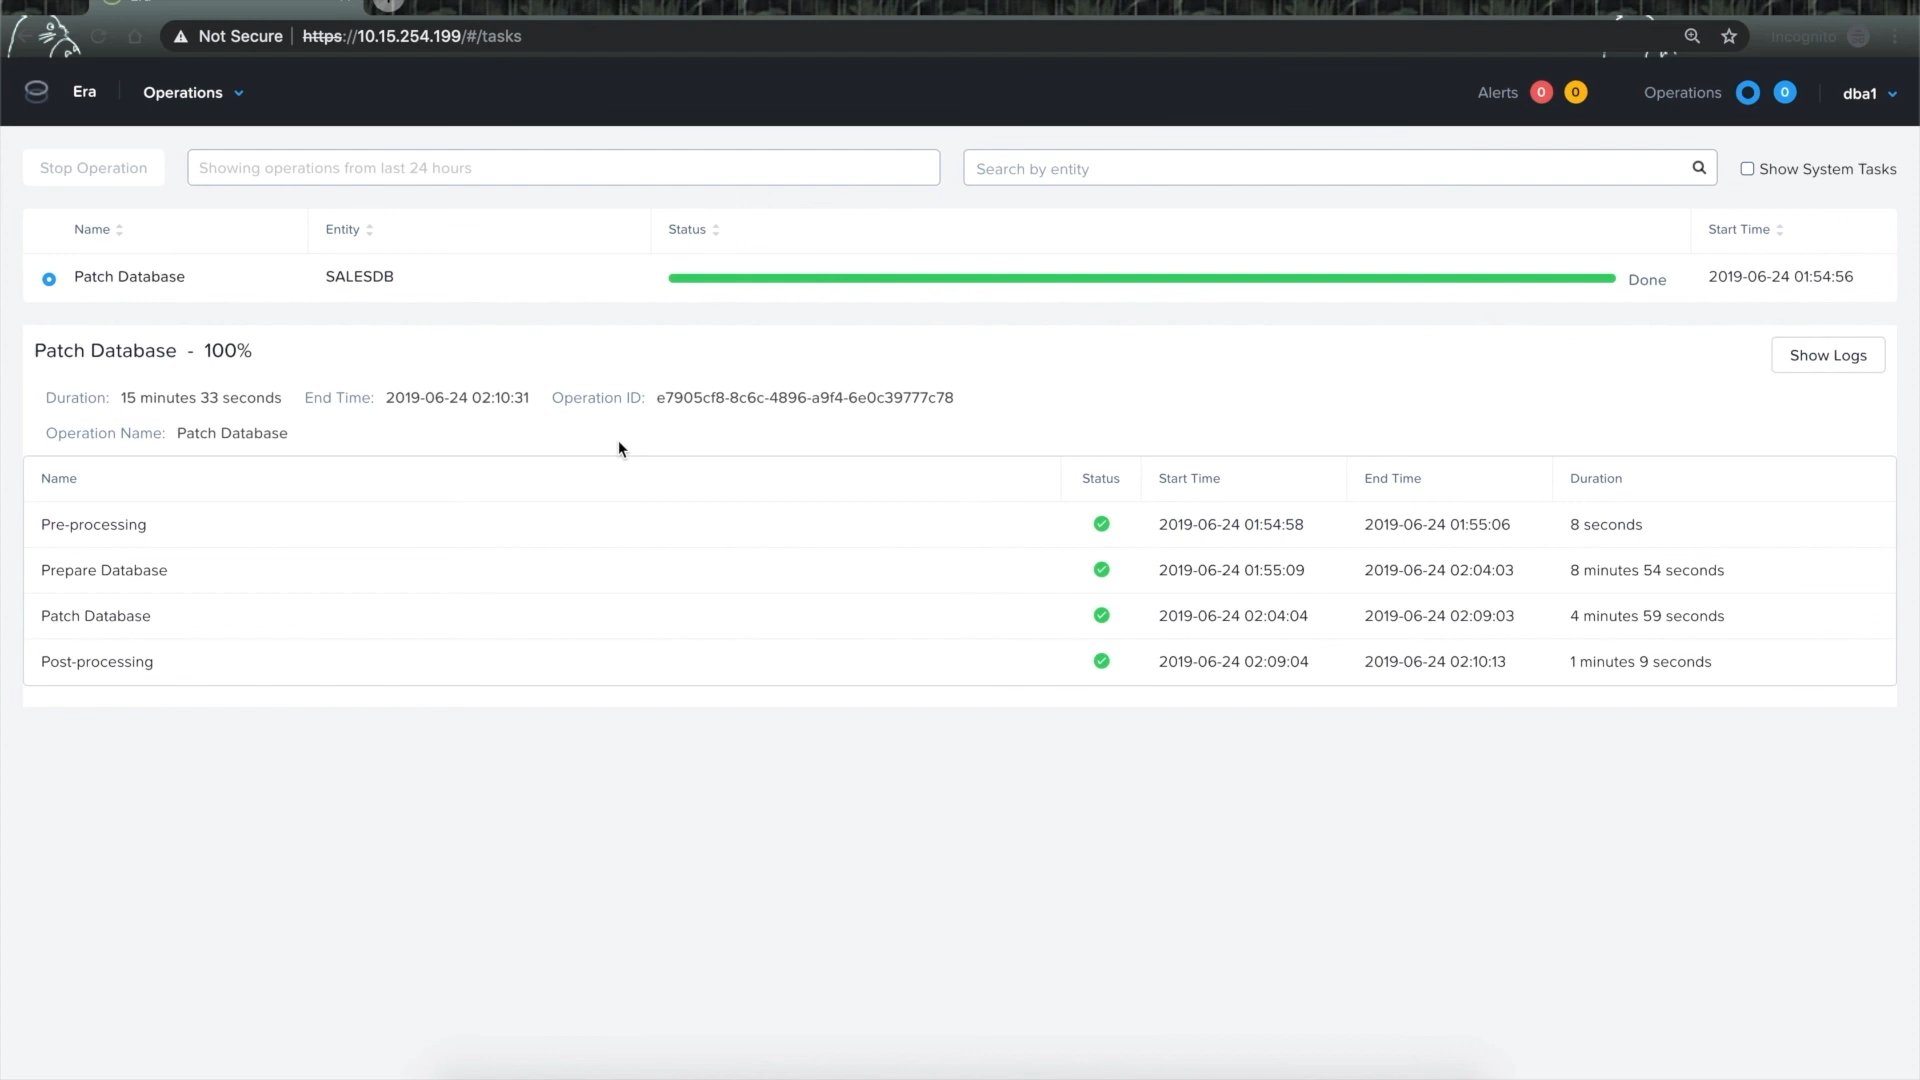 Not Secure | https://10.15.254.199/#/tasks Incognito
Era Operations Alerts 0 0 Operations 0 dba1
Stop Operation Showing operations from last 24 hours Search by entity Show System Tasks
Name Entity Status Start Time
Patch Database SALESDB Done 2019-06-24 01:54:56
Patch Database - 100% Show Logs
Duration: 15 minutes 33 seconds End Time: 2019-06-24 02:10:31 Operation ID: e7905cf8-8c6c-4896-a9f4-6e0c39777c78
Operation Name: Patch Database
Name Status Start Time End Time Duration
Pre-processing 2019-06-24 01:54:58 2019-06-24 01:55:06 8 seconds
Prepare Database 2019-06-24 01:55:09 2019-06-24 02:04:03 8 minutes 54 seconds
Patch Database 2019-06-24 02:04:04 2019-06-24 02:09:03 4 minutes 59 seconds
Post-processing 2019-06-24 02:09:04 2019-06-24 02:10:13 1 minutes 9 seconds